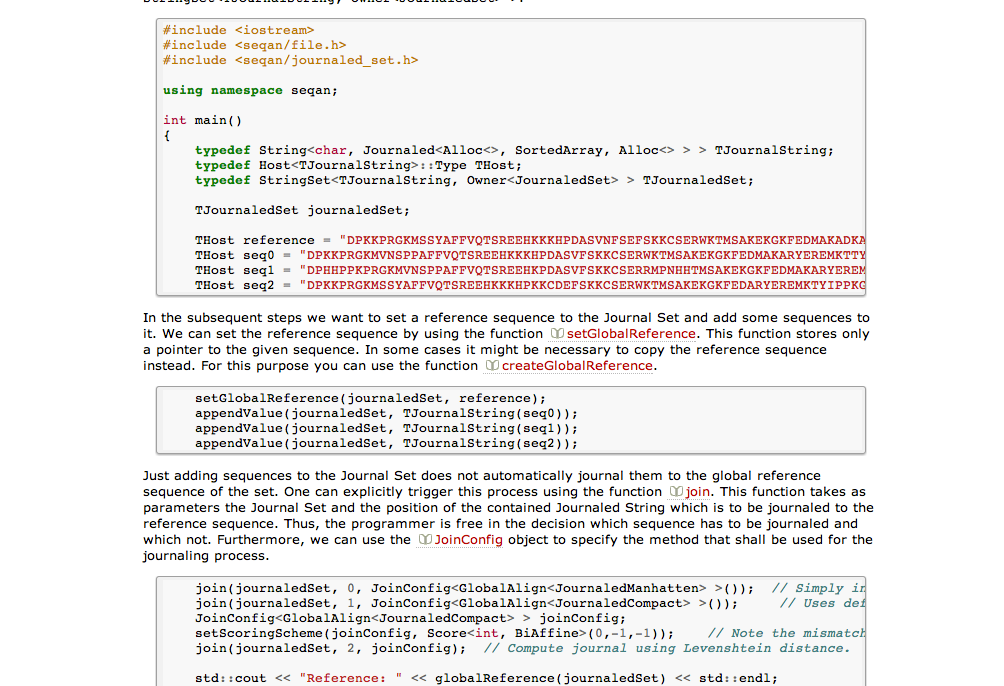 StringSet<TJournalString, Owner<JournaledSet> >.
#include <iostream>
#include <seqan/file.h>
#include <seqan/journaled_set.h>
using namespace seqan;
int main()
{
typedef String<char, Journaled<Alloc<>, SortedArray, Alloc<> > > TJournalString;
typedef Host<TJournalString>::Type THost;
typedef StringSet<TJournalString, Owner<JournaledSet> > TJournaledSet;
TJournaledSet journaledSet;
THost reference = "DPKKPRGKMSSYAFFVQTSREEHKKKHPDASVNFSEFSKKCSERWKTMSAKEKGKFEDMAKADKA
THost seq0 = "DPKKPRGKMVNSPPAFFVQTSREEHKKKHPDASVFSKKCSERWKTMSAKEKGKFEDMAKARYEREMKTTY
THost seq1 = "DPHHPPKPRGKMVNSPPAFFVQTSREEHKPDASVFSKKCSERRMPNHHTMSAKEKGKFEDMAKARYEREM
THost seq2 = "DPKKPRGKMSSYAFFVQTSREEHKKKHPKKCDEFSKKCSERWKTMSAKEKGKFEDARYEREMKTYIPPKG
In the subsequent steps we want to set a reference sequence to the Journal Set and add some sequences to
it. We can set the reference sequence by using the function setGlobalReference. This function stores only
a pointer to the given sequence. In some cases it might be necessary to copy the reference sequence
instead. For this purpose you can use the function createGlobalReference.
setGlobalReference(journaledSet, reference);
appendValue(journaledSet, TJournalString(seq0));
appendValue(journaledSet, TJournalString(seq1));
appendValue(journaledSet, TJournalString(seq2));
Just adding sequences to the Journal Set does not automatically journal them to the global reference
sequence of the set. One can explicitly trigger this process using the function join. This function takes as
parameters the Journal Set and the position of the contained Journaled String which is to be journaled to the
reference sequence. Thus, the programmer is free in the decision which sequence has to be journaled and
which not. Furthermore, we can use the JoinConfig object to specify the method that shall be used for the
journaling process.
join(journaledSet, 0, JoinConfig<GlobalAlign<JournaledManhatten> >()); // Simply in
join(journaledSet, 1, JoinConfig<GlobalAlign<JournaledCompact> >()); // Uses def
JoinConfig<GlobalAlign<JournaledCompact> > joinConfig;
setScoringScheme(joinConfig, Score<int, BiAffine>(0,-1,-1)); // Note the mismatch
join(journaledSet, 2, joinConfig); // Compute journal using Levenshtein distance.
std::cout << "Reference: " << globalReference(journaledSet) << std::endl;